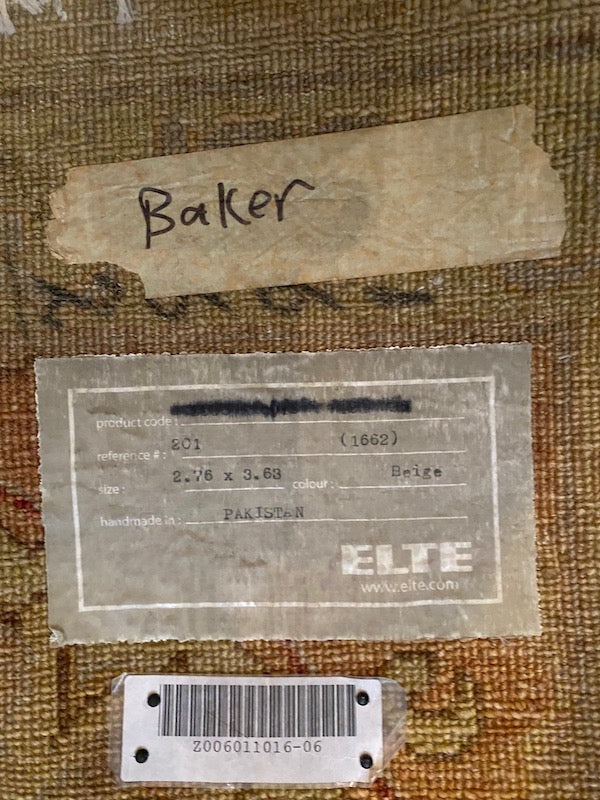 Baker
product code :
reference # : 201 (1662)
size : 2.76 x 3.63 colour : Beige
handmade in : PAKISTAN
ELTE
www.elte.com
Z006011016-06